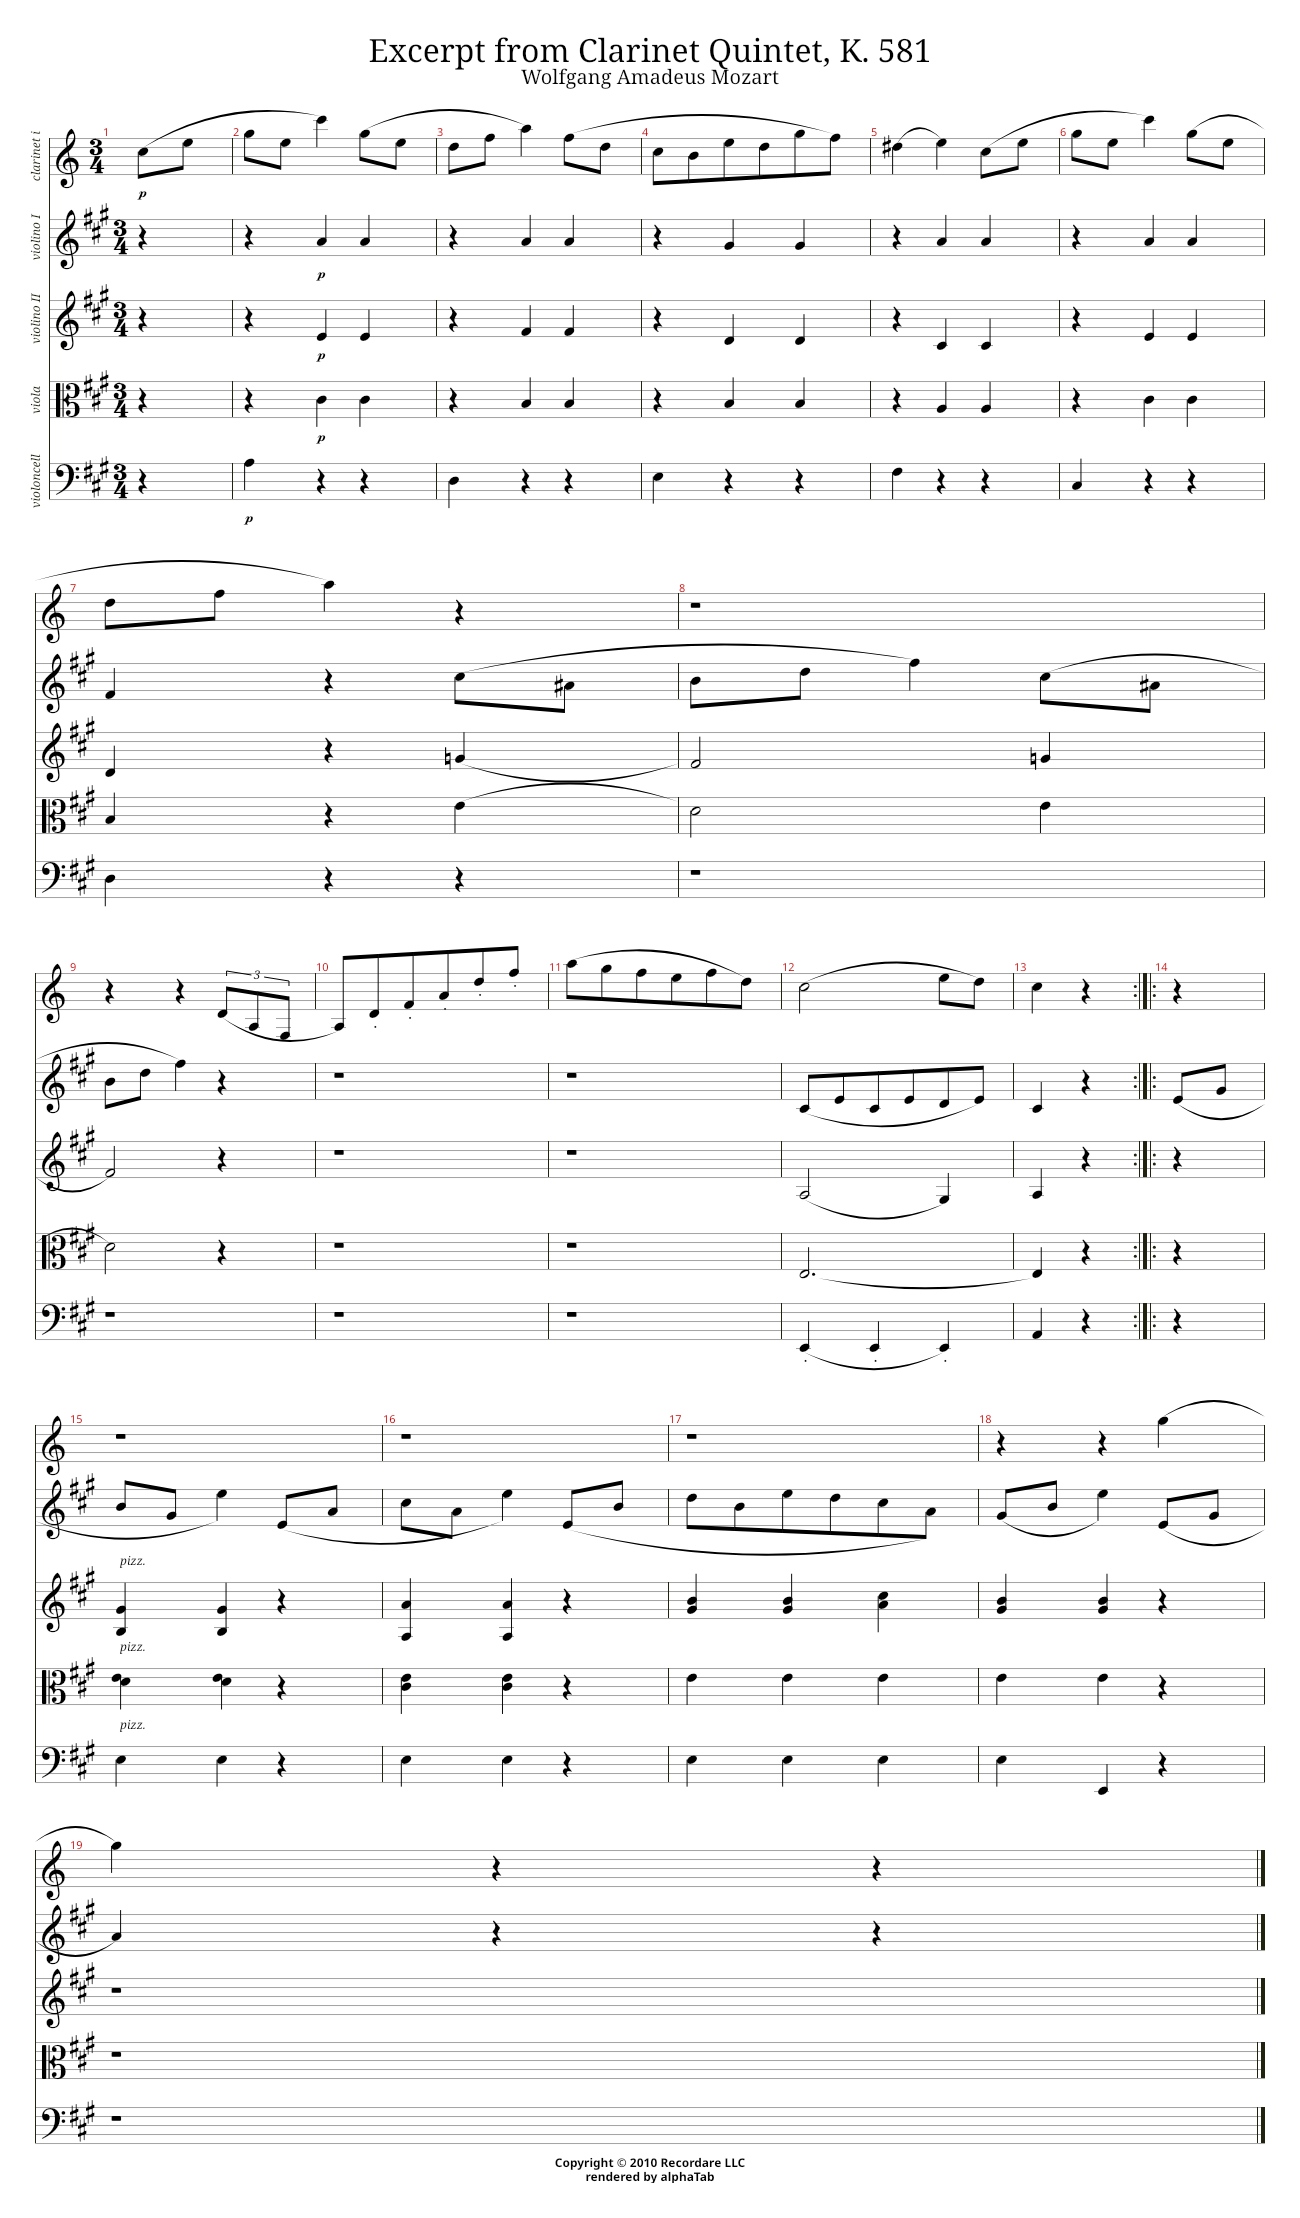 Excerpt from Clarinet Quintet, K. 581
Wolfgang Amadeus Mozart
clarinet i
1 2 3 4 5 6
p
violino I
p
violino II
p
viola
p
violoncell
p
7 8
9 10 11 12 13 14
3
15 16 17 18
pizz.
pizz.
pizz.
19
Copyright © 2010 Recordare LLC
rendered by alphaTab